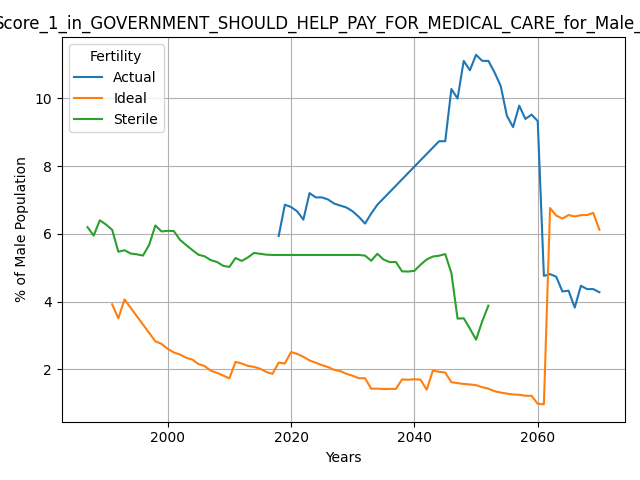 Score_1_in_GOVERNMENT_SHOULD_HELP_PAY_FOR_MEDICAL_CARE_for_Male_
Fertility
Actual
Ideal
Sterile
% of Male Population
10
8
6
4
2
2000 2020 2040 2060
Years